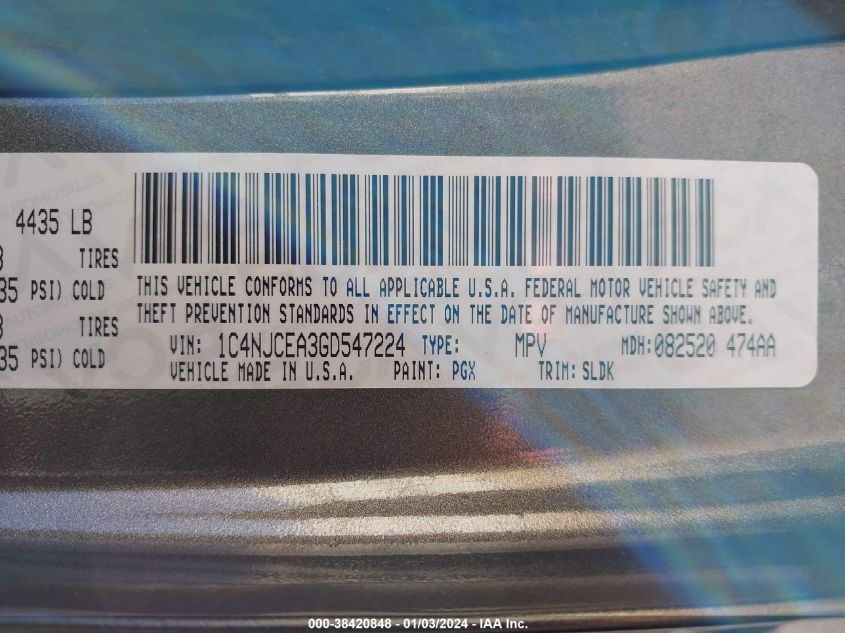 4435 LB
TIRES
35 PSI) COLD
TIRES
35 PSI) COLD
THIS VEHICLE CONFORMS TO ALL APPLICABLE U.S.A. FEDERAL MOTOR VEHICLE SAFETY AND
THEFT PREVENTION STANDARDS IN EFFECT ON THE DATE OF MANUFACTURE SHOWN ABOVE.
VIN: 1C4NJCEA3GD547224 TYPE: MPV MDH:082520 474AA
VEHICLE MADE IN U.S.A. PAINT: PGX TRIM: SLDK
000-38420848 - 01/03/2024 - IAA Inc.